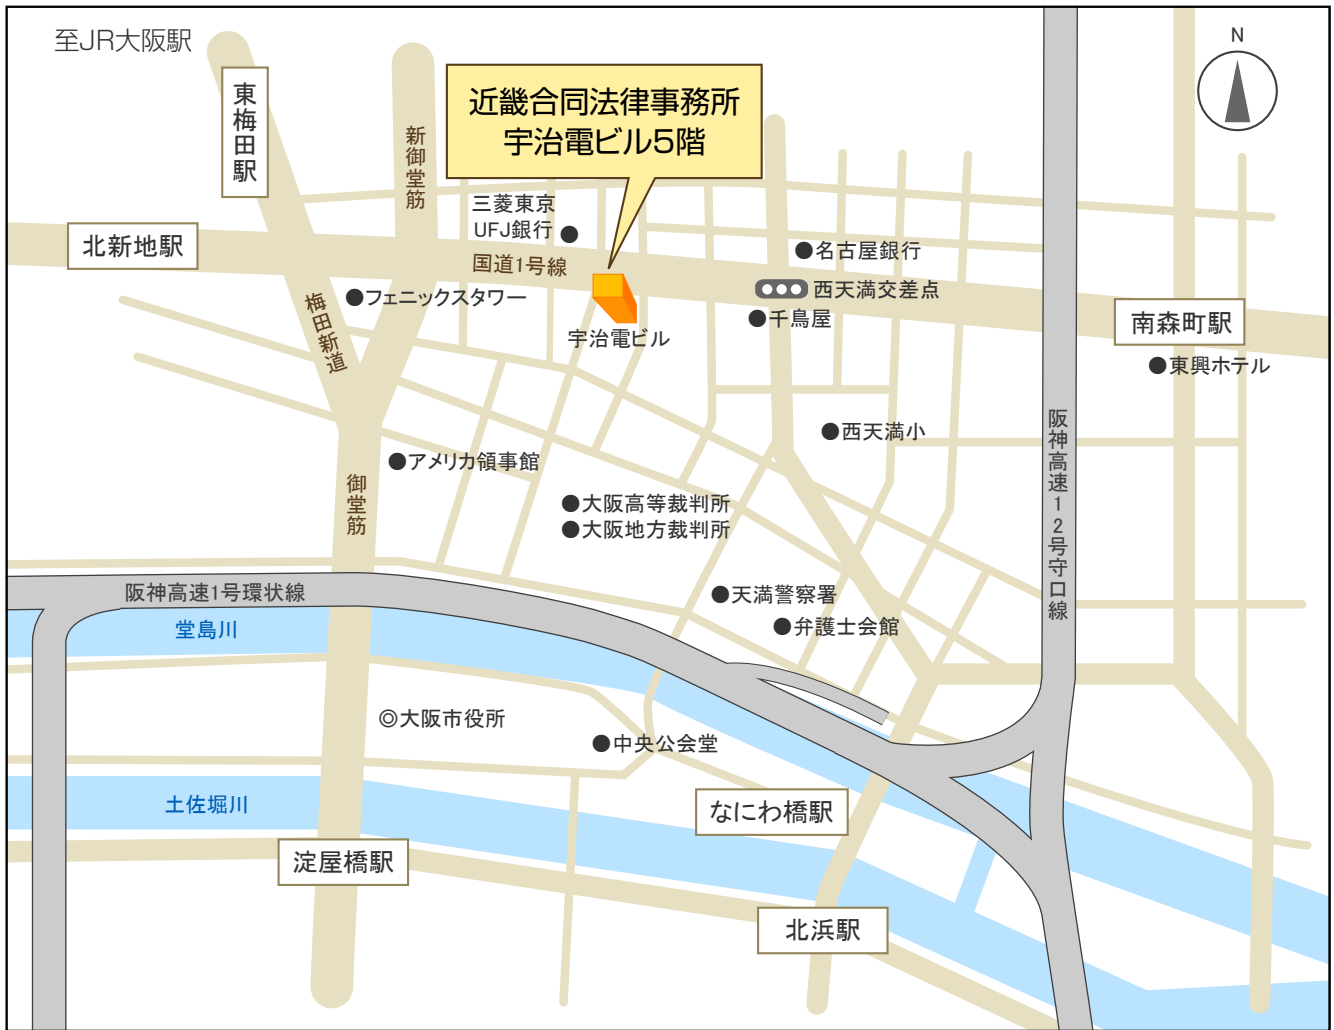 至JR大阪駅
N
東梅田駅
新御堂筋
近畿合同法律事務所
宇治電ビル5階
三菱東京
UFJ銀行
北新地駅
国道1号線
名古屋銀行
西天満交差点
フェニックスタワー
梅田新道
千鳥屋
宇治電ビル
南森町駅
東興ホテル
西天満小
アメリカ領事館
阪神高速12号守口線
御堂筋
大阪高等裁判所
大阪地方裁判所
阪神高速1号環状線
天満警察署
弁護士会館
堂島川
◎大阪市役所
中央公会堂
土佐堀川
なにわ橋駅
淀屋橋駅
北浜駅